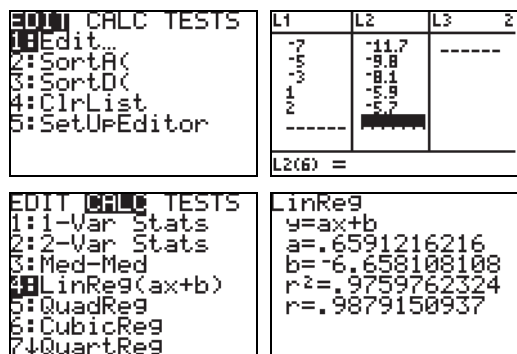 EDIT CALC TESTS
1:Edit…
2:SortA(
3:SortD(
4:ClrList
5:SetUpEditor
L1 L2 L3 2
-7 -11.7 ------
-5 -9.8
-3 -8.1
1 -5.9
2 -5.7
------
L2(6) =
EDIT CALC TESTS
1:1-Var Stats
2:2-Var Stats
3:Med-Med
4:LinReg(ax+b)
5:QuadReg
6:CubicReg
7↓QuartReg
LinReg
y=ax+b
a=.6591216216
b=-6.658108108
r²=.9759762324
r=.9879150937